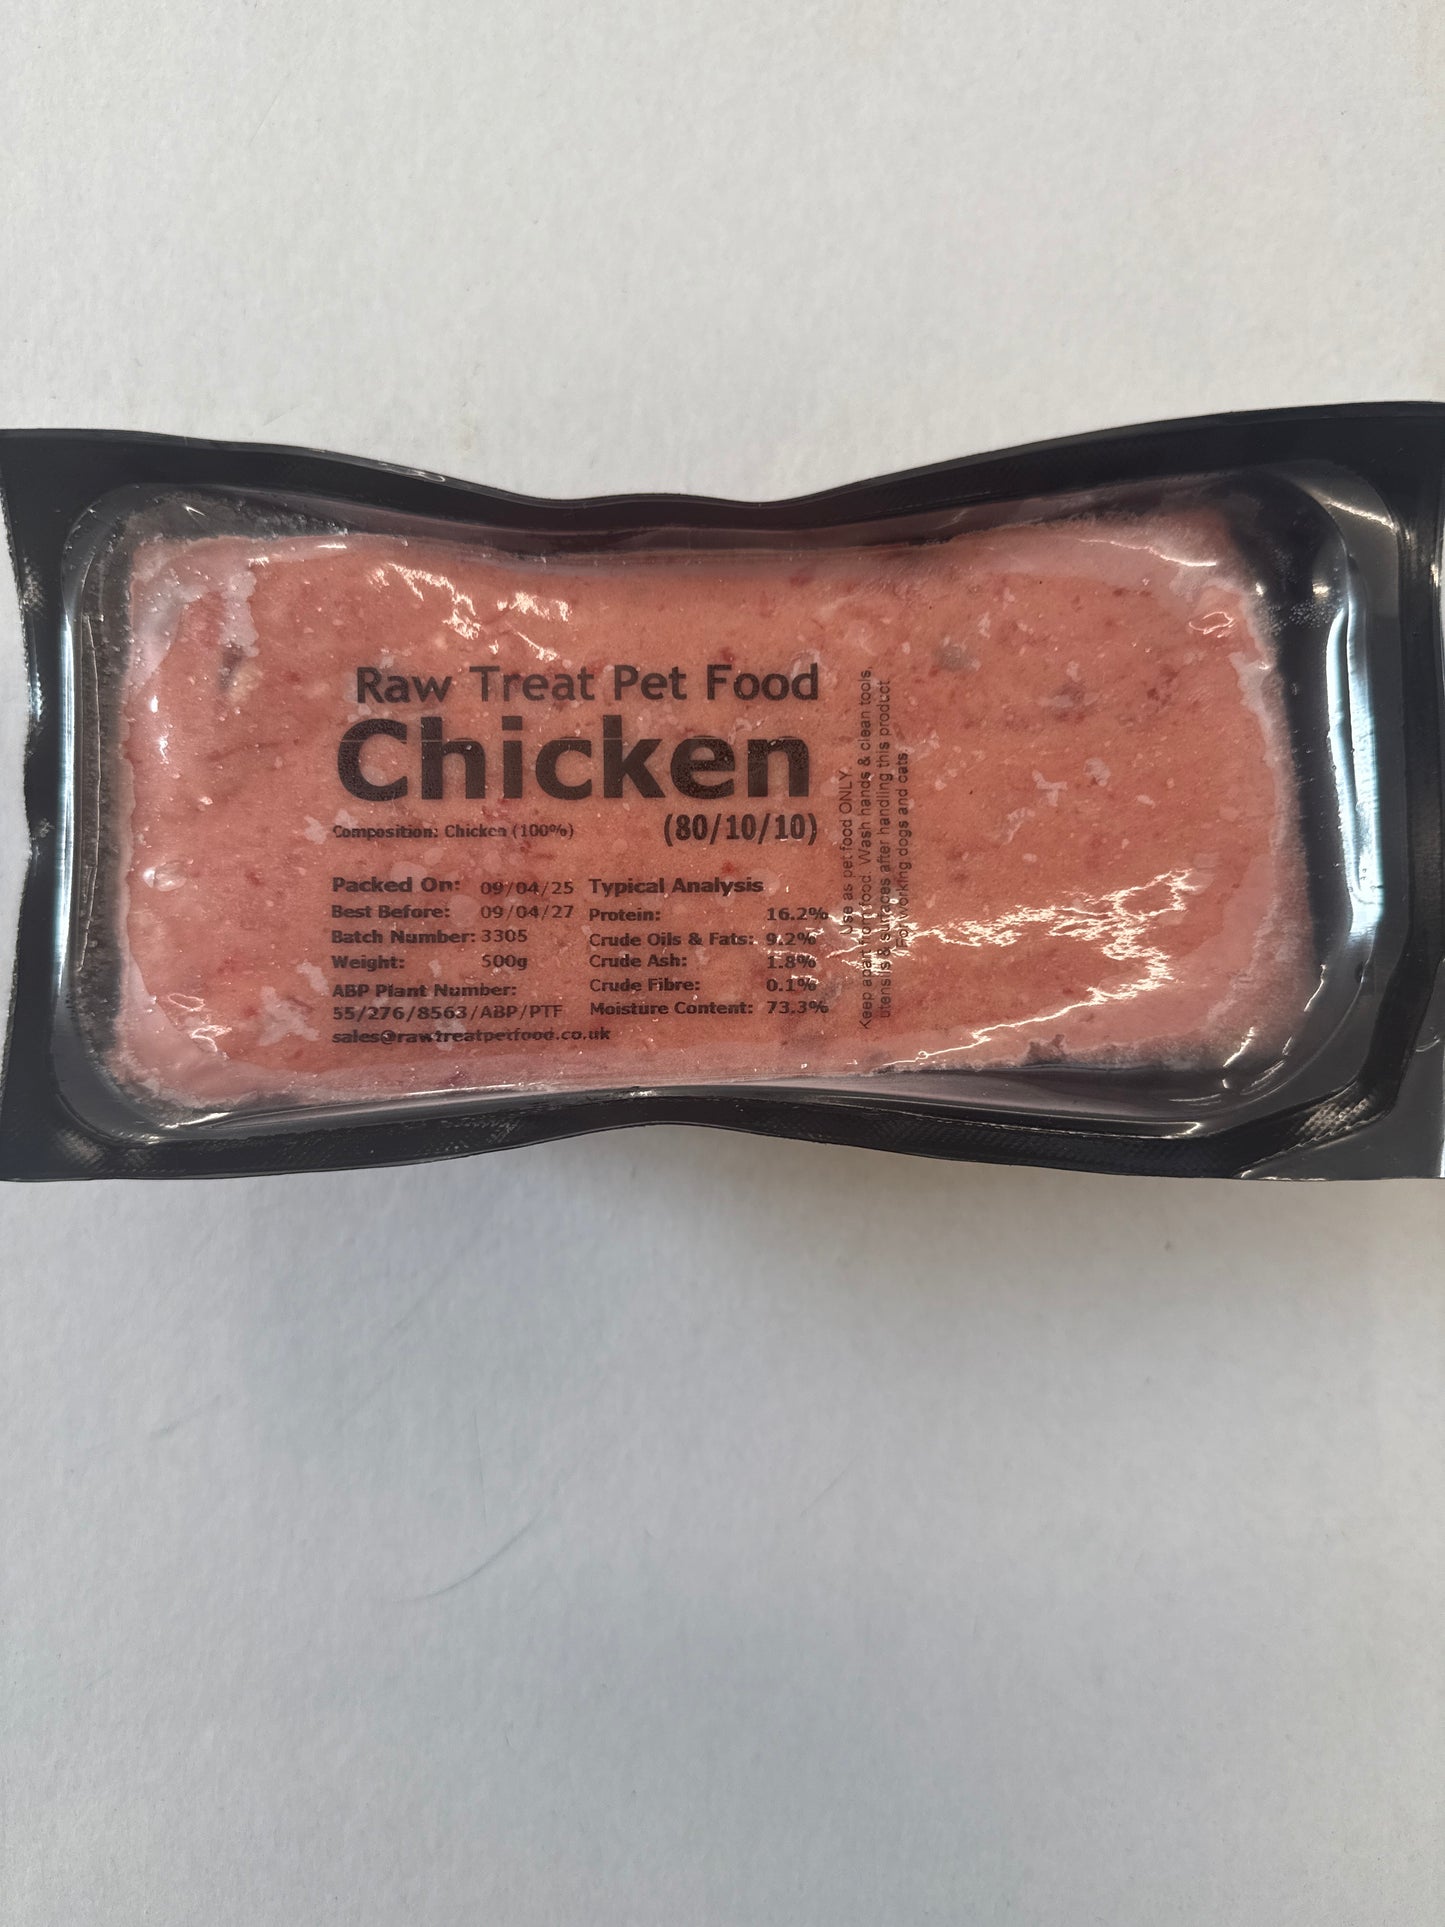 Raw Treat Pet Food
Chicken
Composition: Chicken (100%)
(80/10/10)
Packed On: 09/04/25
Best Before: 09/04/27
Batch Number: 3305
Weight: 500g
ABP Plant Number:
55/276/8563/ABP/PTF
sales@rawtreatpetfood.co.uk
Typical Analysis
Protein: 16.2%
Crude Oils & Fats: 9.2%
Crude Ash: 1.8%
Crude Fibre: 0.1%
Moisture Content: 73.3%
Use as pet food ONLY.
Keep apart from food. Wash hands & clean tools,
utensils & surfaces after handling this product.
For working dogs and cats.